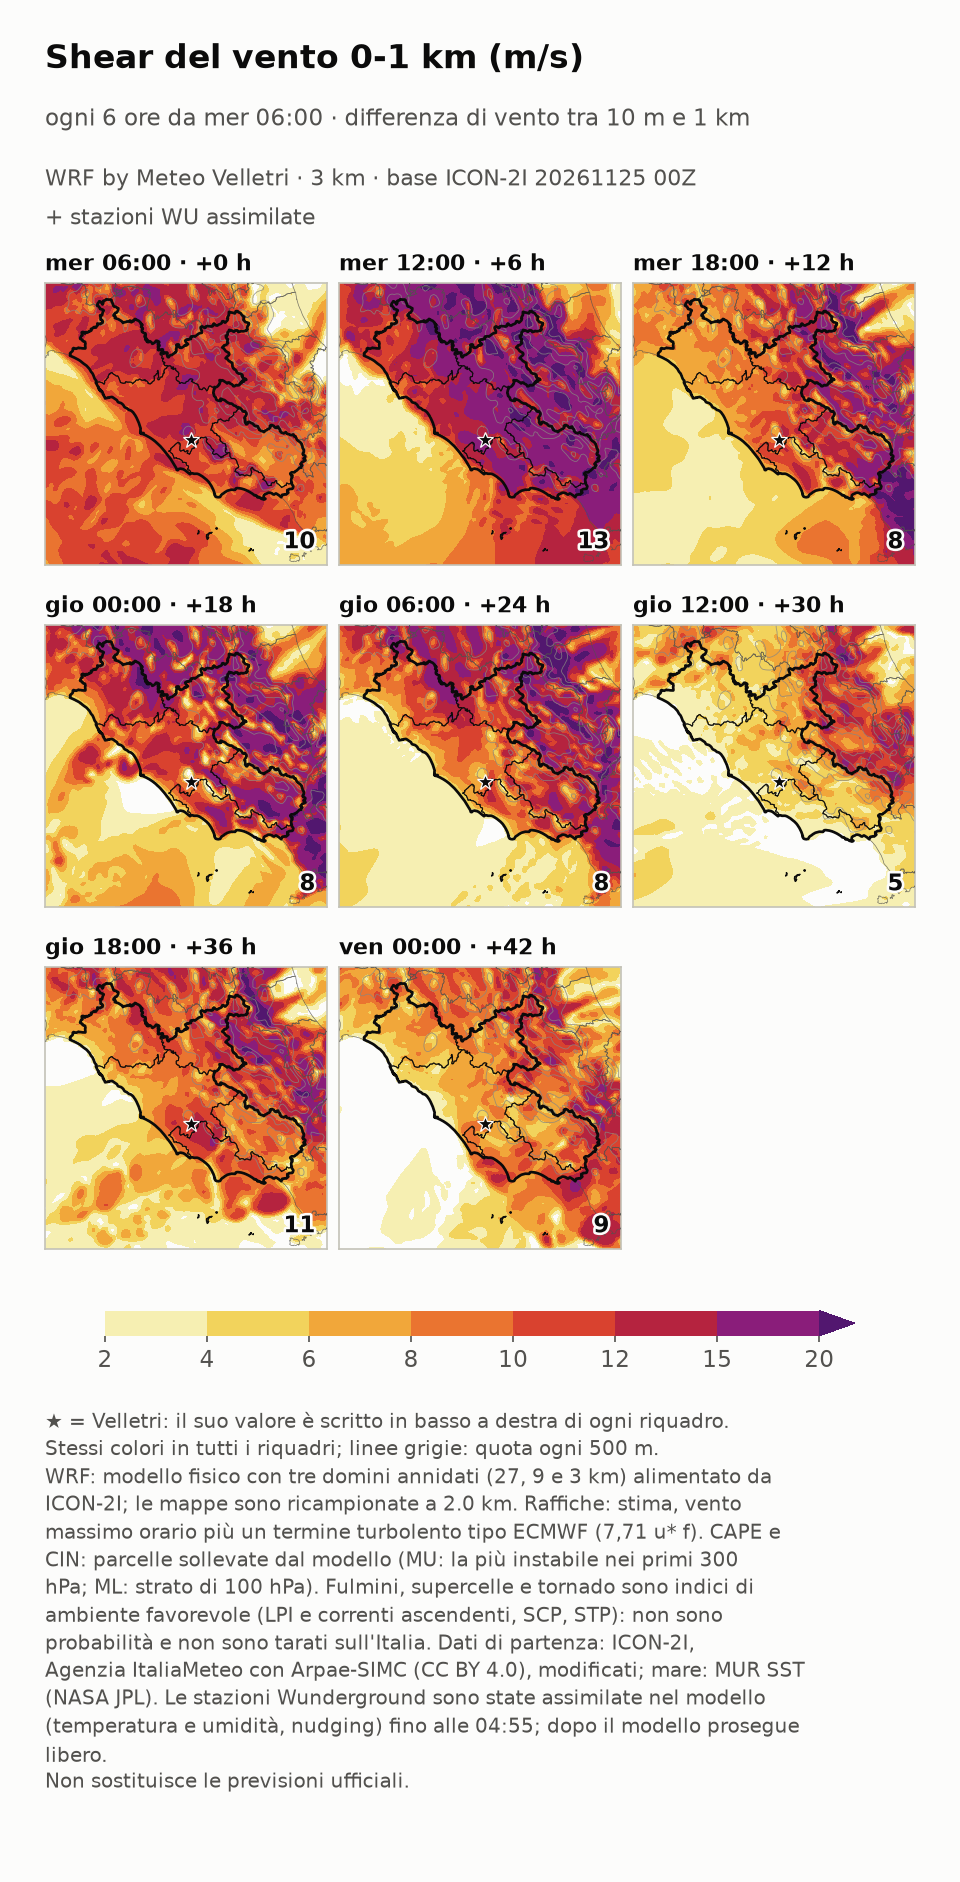 Shear del vento 0-1 km (m/s)
ogni 6 ore da mer 06:00 · differenza di vento tra 10 m e 1 km
WRF by Meteo Velletri · 3 km · base ICON-2I 20261125 00Z
+ stazioni WU assimilate
mer 06:00 · +0 h
mer 12:00 · +6 h
mer 18:00 · +12 h
10
13
8
gio 00:00 · +18 h
gio 06:00 · +24 h
gio 12:00 · +30 h
8
8
5
gio 18:00 · +36 h
ven 00:00 · +42 h
11
9
2 4 6 8 10 12 15 20
★ = Velletri: il suo valore è scritto in basso a destra di ogni riquadro.
Stessi colori in tutti i riquadri; linee grigie: quota ogni 500 m.
WRF: modello fisico con tre domini annidati (27, 9 e 3 km) alimentato da
ICON-2I; le mappe sono ricampionate a 2.0 km. Raffiche: stima, vento
massimo orario più un termine turbolento tipo ECMWF (7,71 u* f). CAPE e
CIN: parcelle sollevate dal modello (MU: la più instabile nei primi 300
hPa; ML: strato di 100 hPa). Fulmini, supercelle e tornado sono indici di
ambiente favorevole (LPI e correnti ascendenti, SCP, STP): non sono
probabilità e non sono tarati sull'Italia. Dati di partenza: ICON-2I,
Agenzia ItaliaMeteo con Arpae-SIMC (CC BY 4.0), modificati; mare: MUR SST
(NASA JPL). Le stazioni Wunderground sono state assimilate nel modello
(temperatura e umidità, nudging) fino alle 04:55; dopo il modello prosegue
libero.
Non sostituisce le previsioni ufficiali.